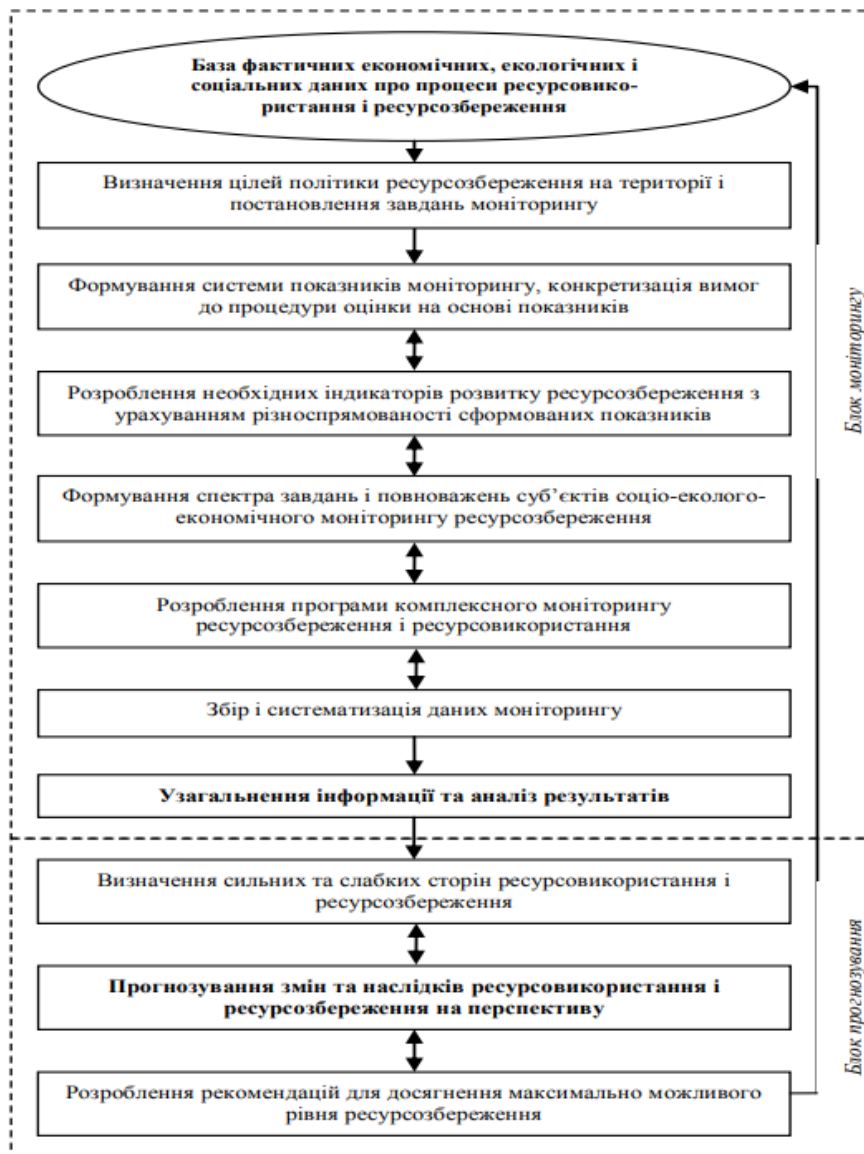 База фактичних економічних, екологічних і
соціальних даних про процеси ресурсовико-
ристання і ресурсозбереження
Визначення цілей політики ресурсозбереження на території і
постановлення завдань моніторингу
Формування системи показників моніторингу, конкретизація вимог
до процедури оцінки на основі показників
Розроблення необхідних індикаторів розвитку ресурсозбереження з
урахуванням різноспрямованості сформованих показників
Формування спектра завдань і повноважень суб’єктів соціо-еколого-
економічного моніторингу ресурсозбереження
Розроблення програми комплексного моніторингу
ресурсозбереження і ресурсовикористання
Збір і систематизація даних моніторингу
Узагальнення інформації та аналіз результатів
Блок моніторингу
Визначення сильних та слабких сторін ресурсовикористання і
ресурсозбереження
Прогнозування змін та наслідків ресурсовикористання і
ресурсозбереження на перспективу
Розроблення рекомендацій для досягнення максимально можливого
рівня ресурсозбереження
Блок прогнозування